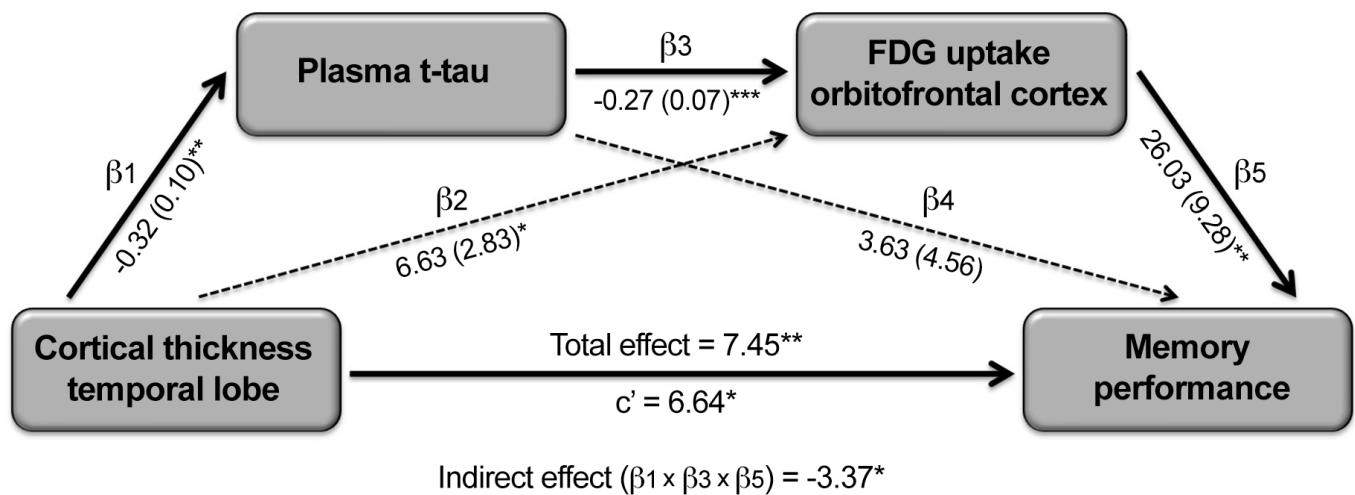 Plasma t-tau
β3
-0.27 (0.07)***
FDG uptake
orbitofrontal cortex
β1
-0.32 (0.10)**
β2
6.63 (2.83)*
β4
3.63 (4.56)
β5
26.03 (9.28)**
Cortical thickness
temporal lobe
Total effect = 7.45**
c’ = 6.64*
Memory
performance
Indirect effect (β1 x β3 x β5) = -3.37*